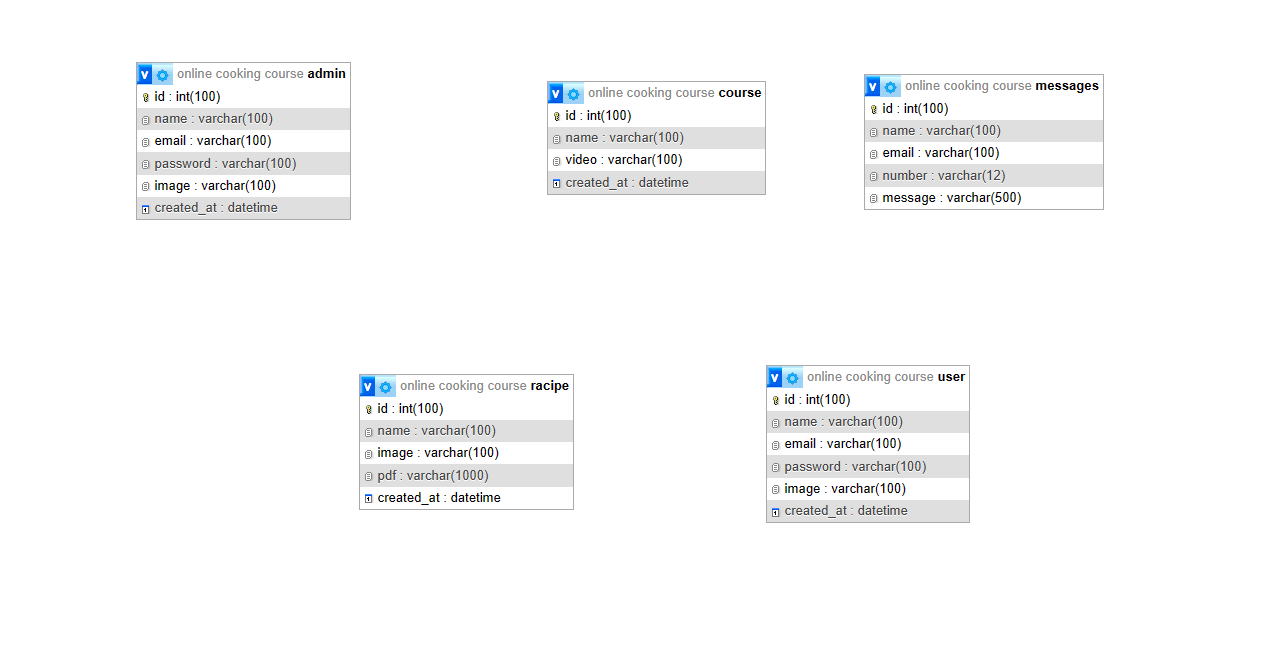 v online cooking course admin
id : int(100)
name : varchar(100)
email : varchar(100)
password : varchar(100)
image : varchar(100)
created_at : datetime
v online cooking course course
id : int(100)
name : varchar(100)
video : varchar(100)
created_at : datetime
v online cooking course messages
id : int(100)
name : varchar(100)
email : varchar(100)
number : varchar(12)
message : varchar(500)
v online cooking course racipe
id : int(100)
name : varchar(100)
image : varchar(100)
pdf : varchar(1000)
created_at : datetime
v online cooking course user
id : int(100)
name : varchar(100)
email : varchar(100)
password : varchar(100)
image : varchar(100)
created_at : datetime